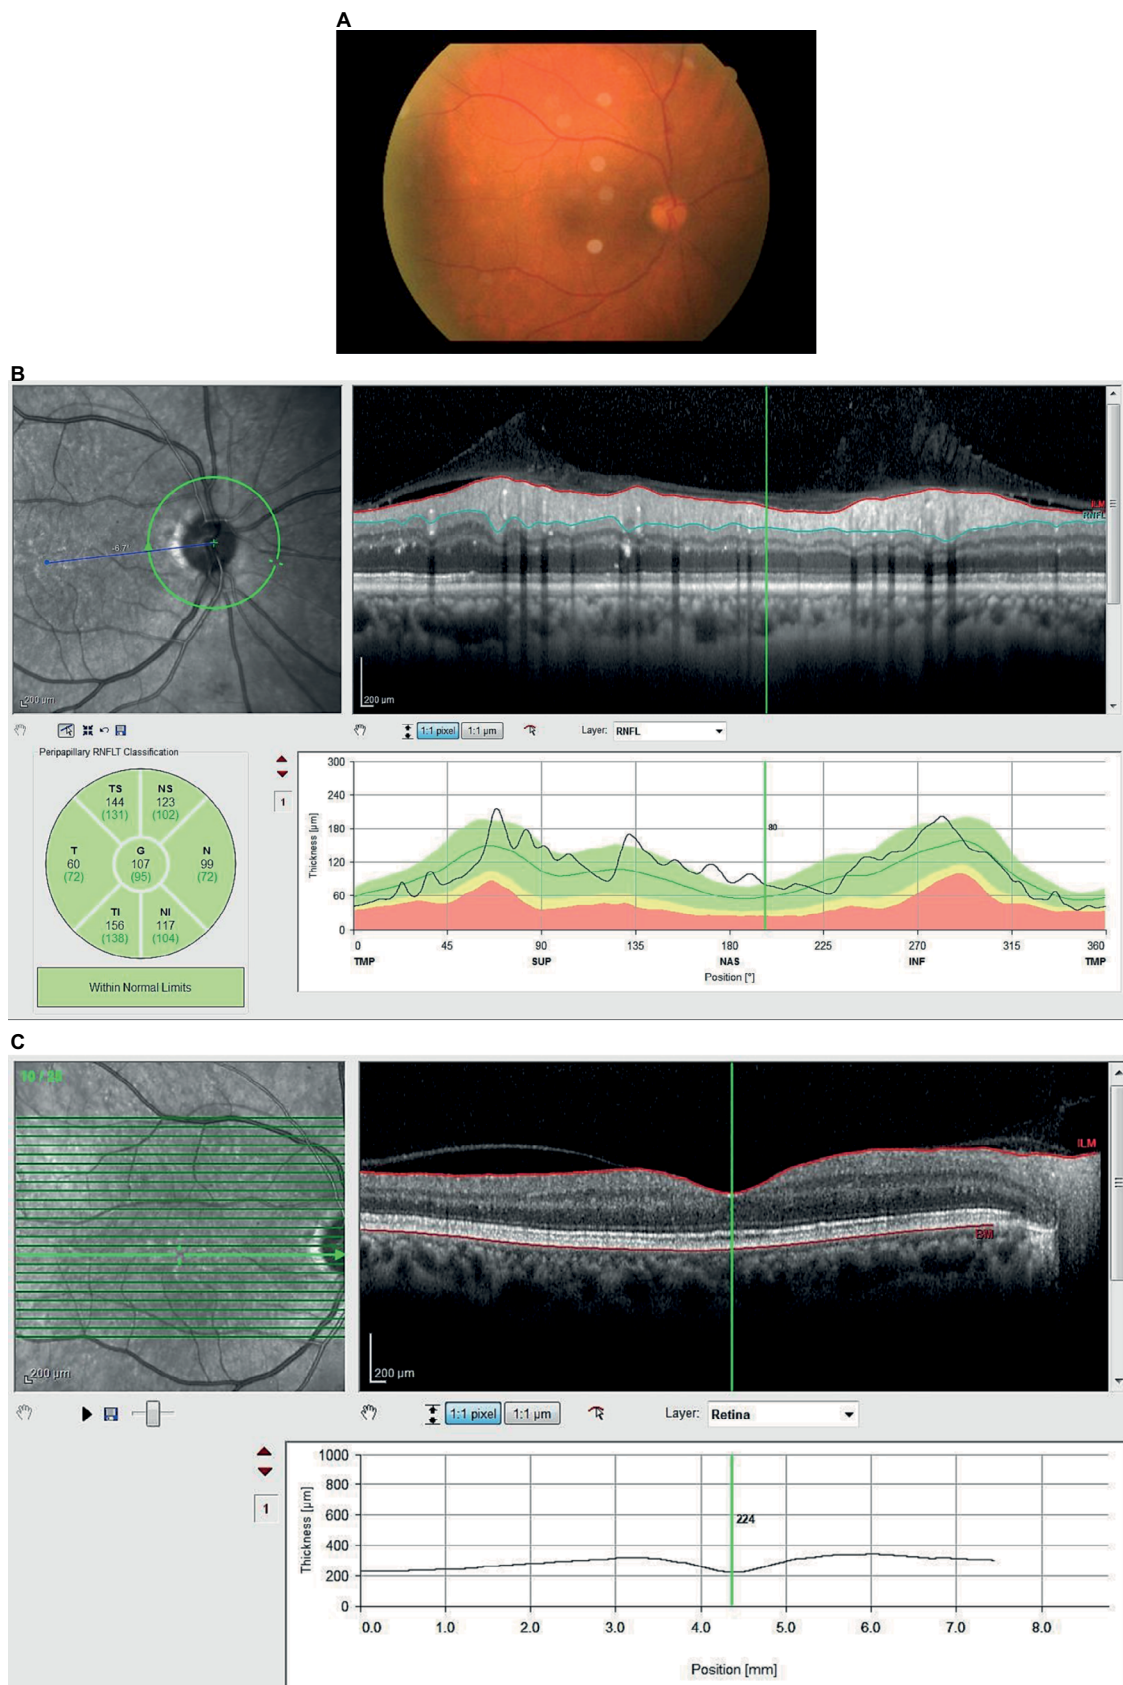 A
B
-6.7°
200 µm
ILM
RNFL
200 µm
1:1 pixel 1:1 µm Layer: RNFL
Peripapillary RNFLT Classification
TS
144
(131)
NS
123
(102)
T
60
(72)
G
107
(95)
N
99
(72)
TI
156
(138)
NI
117
(104)
Within Normal Limits
1
Thickness [µm]
300
240
180
120
60
0
80
0 45 90 135 180 225 270 315 360
TMP SUP NAS INF TMP
Position [°]
C
200 µm
ILM
BM
200 µm
1:1 pixel 1:1 µm Layer: Retina
1
Thickness [µm]
1000
800
600
400
200
0
224
0.0 1.0 2.0 3.0 4.0 5.0 6.0 7.0 8.0
Position [mm]